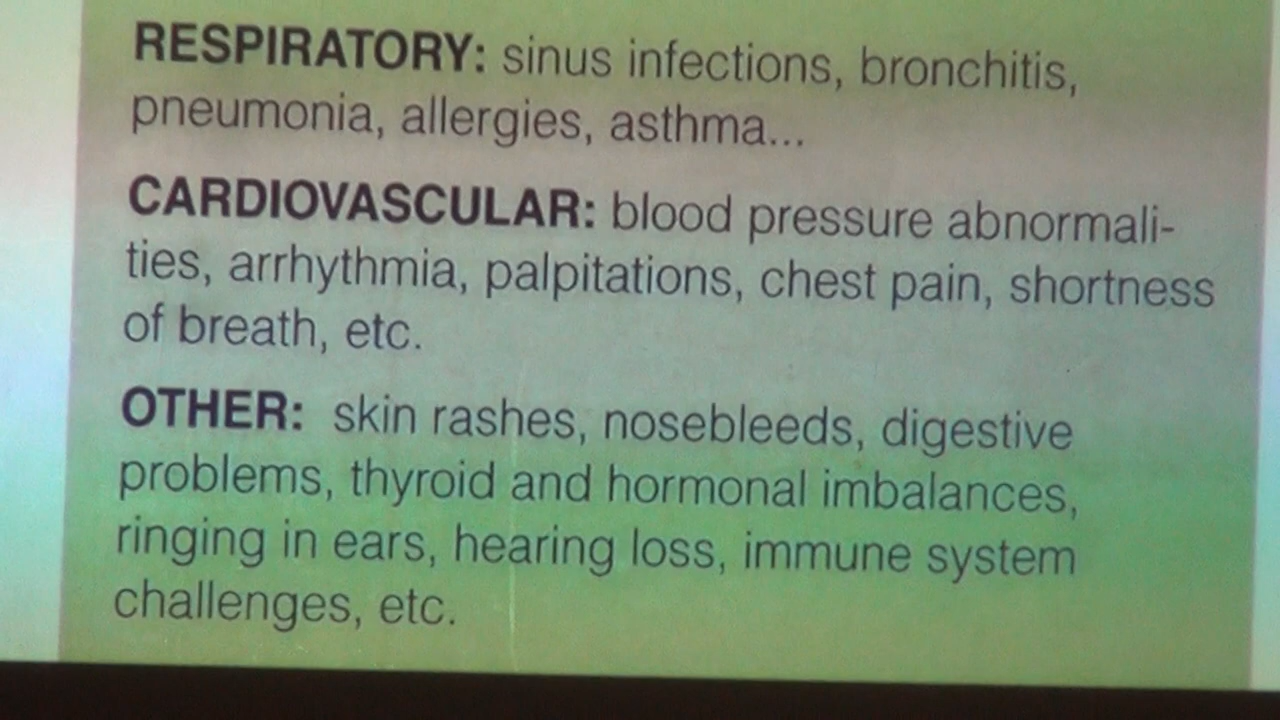 RESPIRATORY: sinus infections, bronchitis,
pneumonia, allergies, asthma...
CARDIOVASCULAR: blood pressure abnormali-
ties, arrhythmia, palpitations, chest pain, shortness
of breath, etc.
OTHER: skin rashes, nosebleeds, digestive
problems, thyroid and hormonal imbalances,
ringing in ears, hearing loss, immune system
challenges, etc.